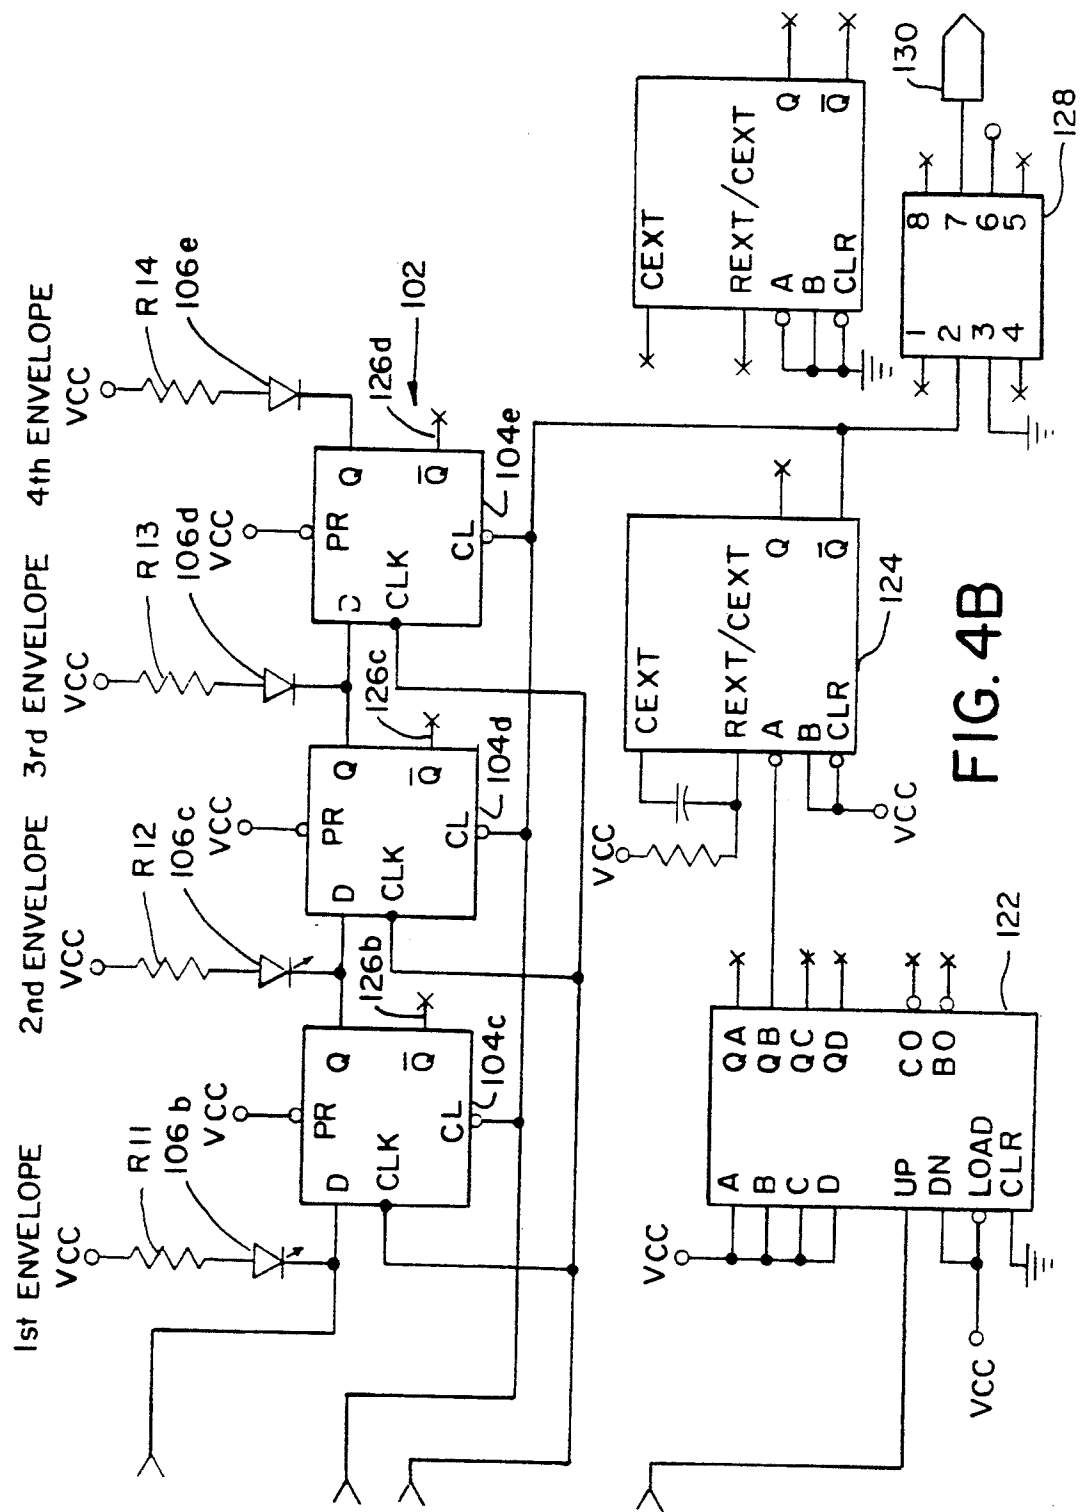 1st ENVELOPE 2nd ENVELOPE 3rd ENVELOPE 4th ENVELOPE
VCC VCC VCC VCC
R11 R12 R13 R14
106b 106c 106d 106e
VCC VCC VCC
PR PR PR
D Q D Q D Q
126b 126c 126d
102
CLK Q̅ CLK Q̅ CLK Q̅
CL CL CL
104c 104d 104e
VCC
A QA
B QB
C QC
D QD
UP CO
DN BO
LOAD
CLR
VCC
122
VCC
CEXT
REXT/CEXT
A Q
B
CLR Q̅
VCC
124
CEXT
REXT/CEXT
A Q
B
CLR Q̅
1 8
2 7
3 6
4 5
130
128
FIG. 4B